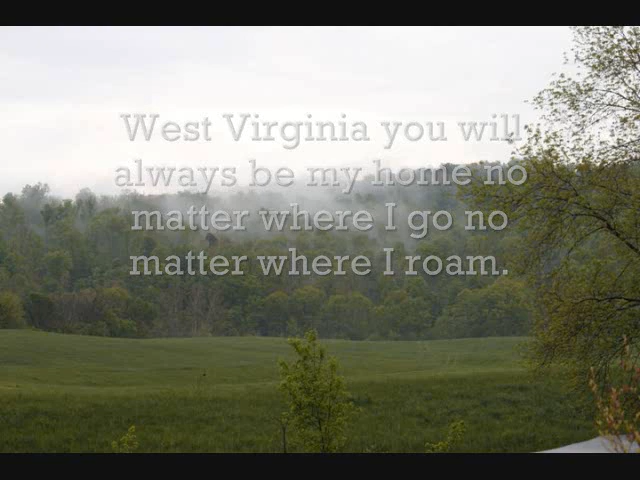 West Virginia you will
always be my home no
matter where I go no
matter where I roam.